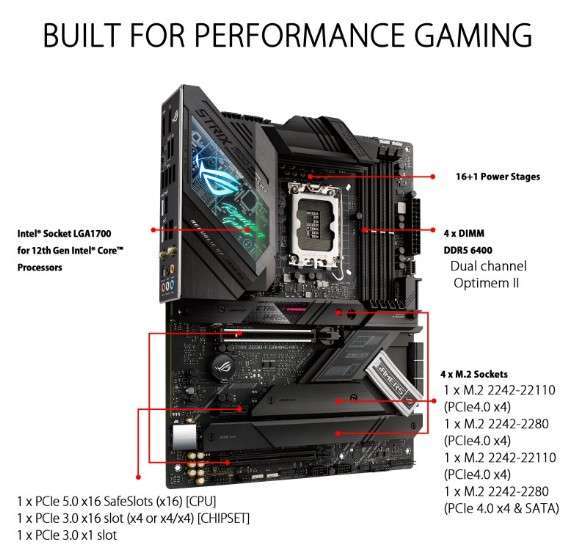 BUILT FOR PERFORMANCE GAMING
STRIX
16+1 Power Stages
Intel® Socket LGA1700
for 12th Gen Intel® Core™
Processors
4 x DIMM
DDR5 6400
Dual channel
Optimem II
4 x M.2 Sockets
1 x M.2 2242-22110
(PCIe4.0 x4)
1 x M.2 2242-2280
(PCIe4.0 x4)
1 x M.2 2242-22110
(PCIe4.0 x4)
1 x M.2 2242-2280
(PCIe 4.0 x4 & SATA)
1 x PCIe 5.0 x16 SafeSlots (x16) [CPU]
1 x PCIe 3.0 x16 slot (x4 or x4/x4) [CHIPSET]
1 x PCIe 3.0 x1 slot